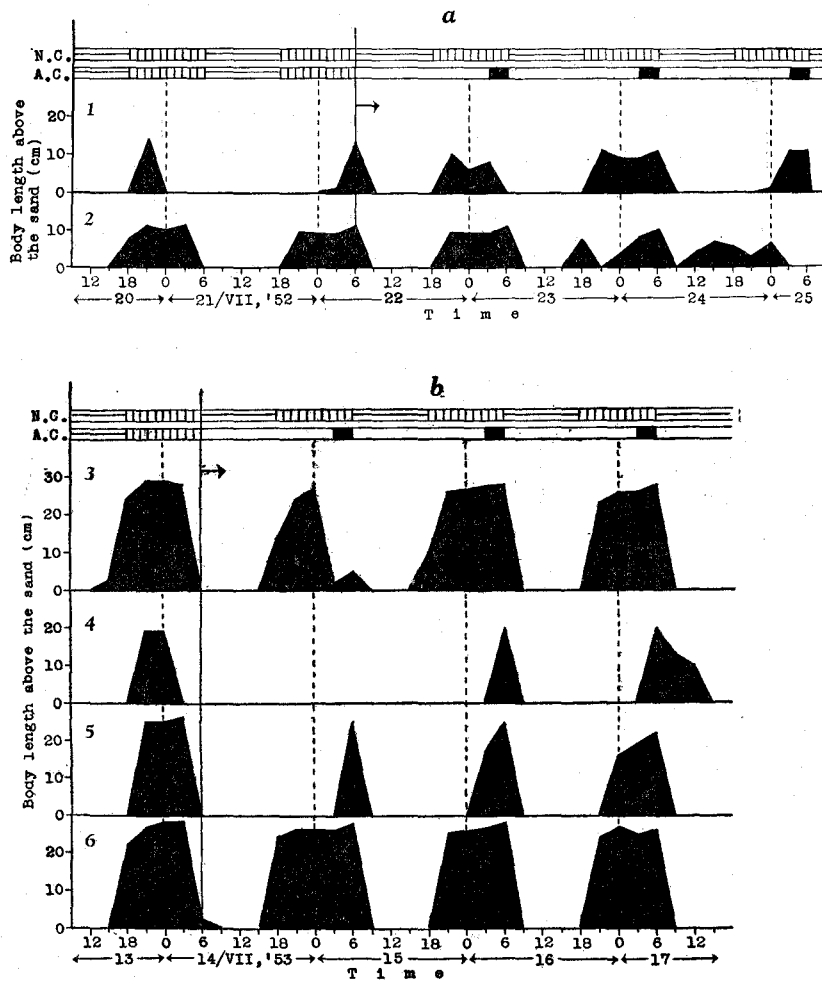 a
N.C.
A.C.
20
1
10
0
Body length above
the sand (cm)
2
10
0
12 18 0 6 12 18 0 6 12 18 0 6 12 18 0 6 12 18 0 6
20 21/VII, '52 22 23 24 25
Time
b
N.C.
A.C.
30
3
20
10
0
Body length above the sand (cm)
4
20
0
5
20
0
6
20
0
12 18 0 6 12 18 0 6 12 18 0 6 12 18 0 6 12
13 14/VII, '53 15 16 17
Time